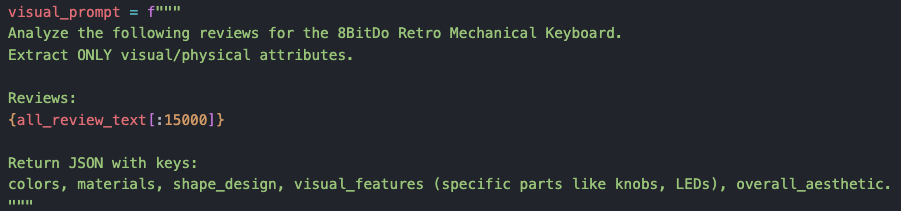 visual_prompt = f"""
Analyze the following reviews for the 8BitDo Retro Mechanical Keyboard.
Extract ONLY visual/physical attributes.

Reviews:
{all_review_text[:15000]}

Return JSON with keys:
colors, materials, shape_design, visual_features (specific parts like knobs, LEDs), overall_aesthetic.
"""